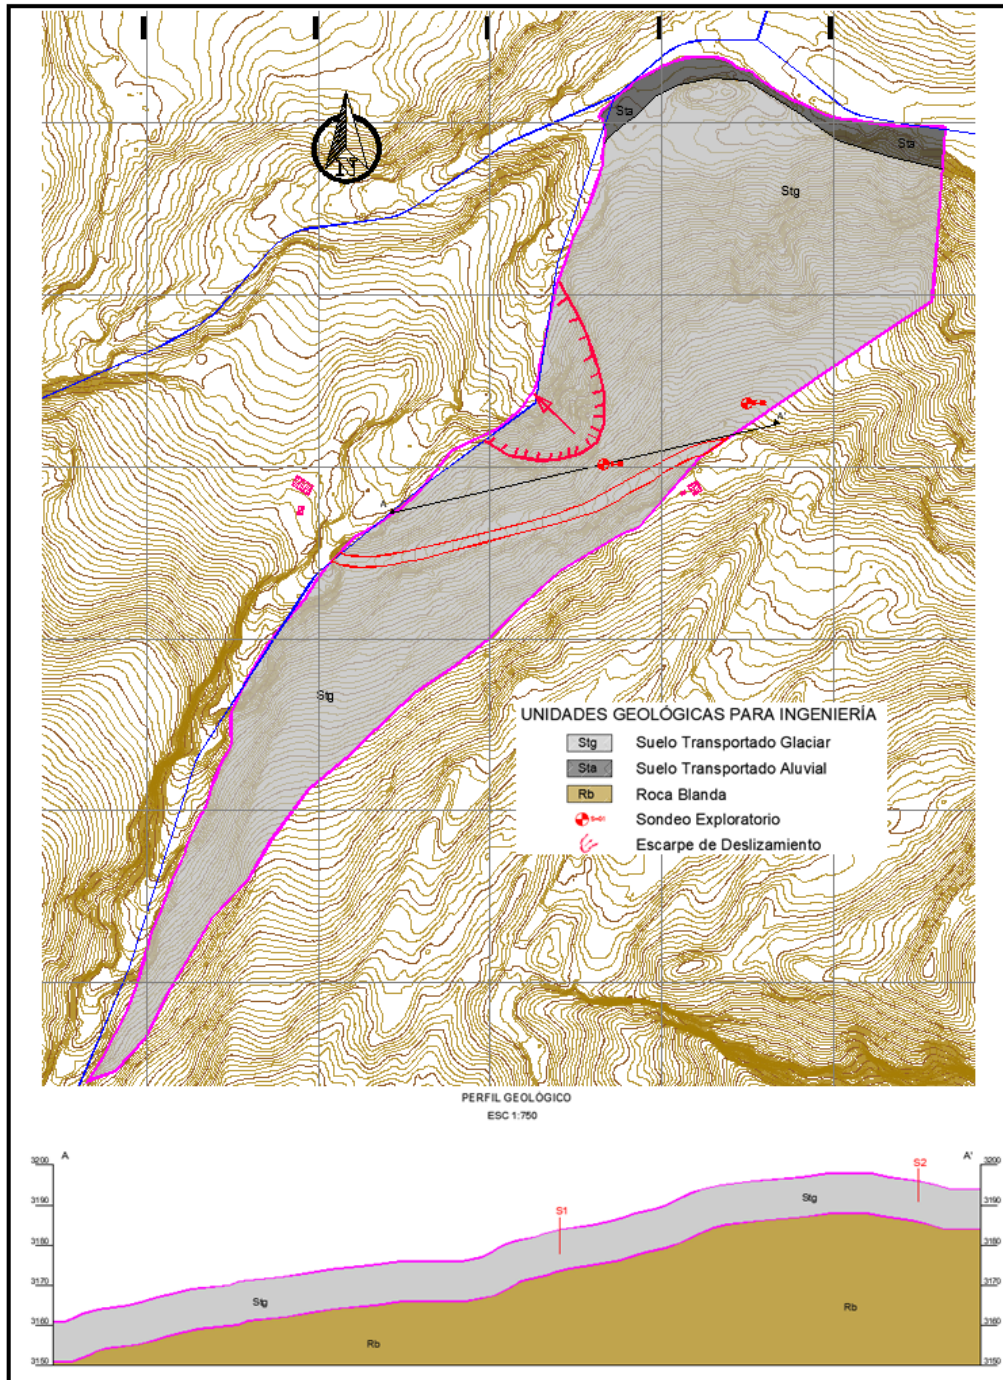 N
Sta
Sta
Stg
A'
A
Stg
UNIDADES GEOLÓGICAS PARA INGENIERÍA
Stg Suelo Transportado Glaciar
Sta Suelo Transportado Aluvial
Rb Roca Blanda
S=01 Sondeo Exploratorio
Escarpe de Deslizamiento
PERFIL GEOLÓGICO
ESC 1:750
A A'
3200 3200
3190 3190
3180 3180
3170 3170
3160 3160
3150 3150
S2
S1
Stg
Stg
Rb
Rb